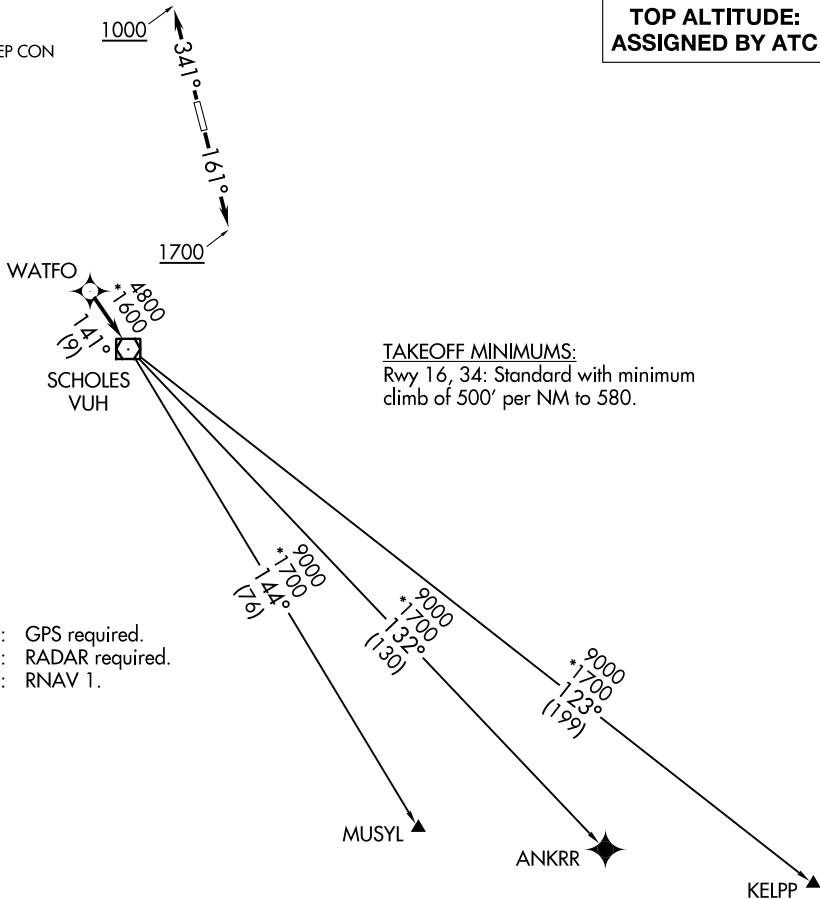 TOP ALTITUDE:
ASSIGNED BY ATC
1000
EP CON
341°
161°
1700
WATFO
4800
*1600
141°
(9)
SCHOLES
VUH
TAKEOFF MINIMUMS:
Rwy 16, 34: Standard with minimum
climb of 500' per NM to 580.
9000
*1700
144°
(76)
9000
*1700
132°
(130)
9000
*1700
123°
(199)
: GPS required.
: RADAR required.
: RNAV 1.
MUSYL
ANKRR
KELPP